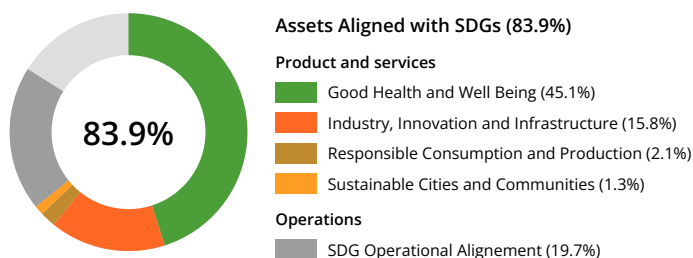 Assets Aligned with SDGs (83.9%)
Product and services
83.9%
Good Health and Well Being (45.1%)
Industry, Innovation and Infrastructure (15.8%)
Responsible Consumption and Production (2.1%)
Sustainable Cities and Communities (1.3%)
Operations
SDG Operational Alignement (19.7%)